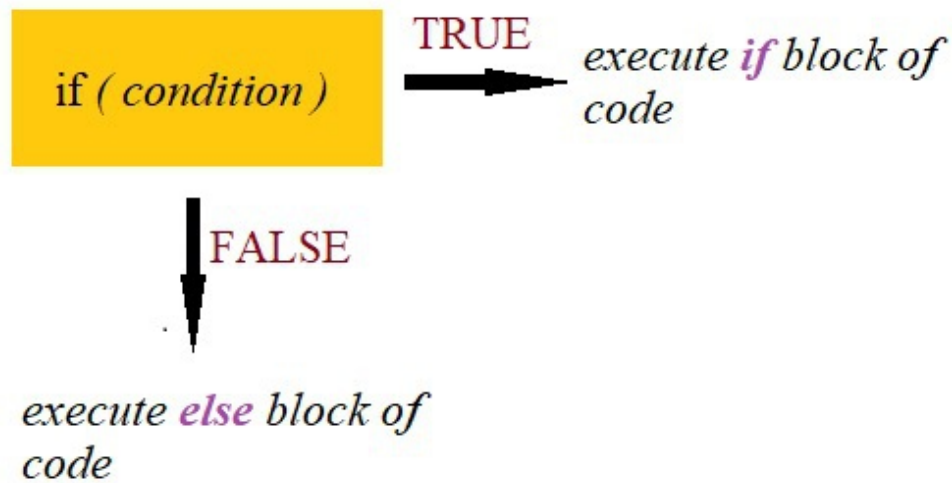 if ( condition )
TRUE
execute if block of
code
FALSE
execute else block of
code